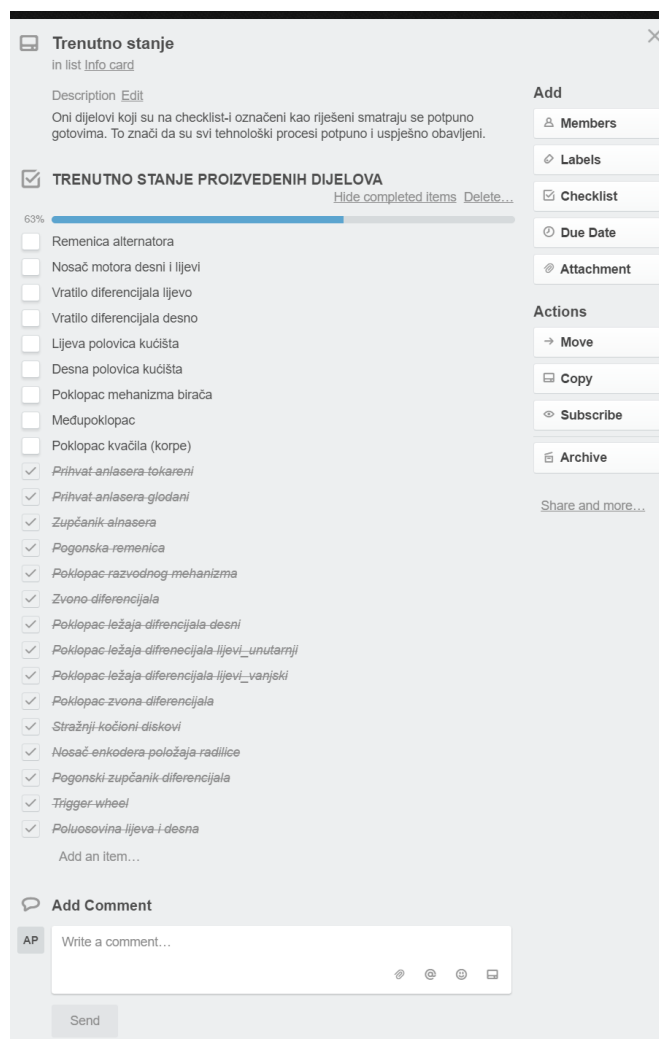 Trenutno stanje
in list Info card
Description Edit
Oni dijelovi koji su na checklist-i označeni kao riješeni smatraju se potpuno
gotovima. To znači da su svi tehnološki procesi potpuno i uspješno obavljeni.
TRENUTNO STANJE PROIZVEDENIH DIJELOVA
Hide completed items Delete…
63%
Remenica alternatora
Nosač motora desni i lijevi
Vratilo diferencijala lijevo
Vratilo diferencijala desno
Lijeva polovica kućišta
Desna polovica kućišta
Poklopac mehanizma birača
Međupoklopac
Poklopac kvačila (korpe)
Prihvat anlasera tokareni
Prihvat anlasera glodani
Zupčanik alnasera
Pogonska remenica
Poklopac razvodnog mehanizma
Zvono diferencijala
Poklopac ležaja difrencijala desni
Poklopac ležaja difrenecijala lijevi_unutarnji
Poklopac ležaja diferencijala lijevi_vanjski
Poklopac zvona diferencijala
Stražnji kočioni diskovi
Nosač enkodera položaja radilice
Pogonski zupčanik diferencijala
Trigger wheel
Poluosovina lijeva i desna
Add an item…
Add Comment
AP
Write a comment…
@
Send
Add
Members
Labels
Checklist
Due Date
Attachment
Actions
Move
Copy
Subscribe
Archive
Share and more…